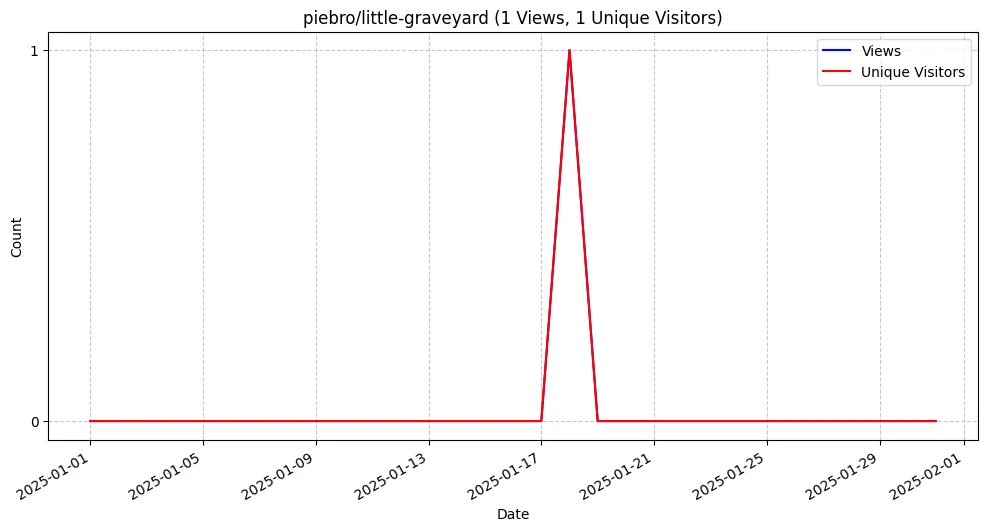 piebro/little-graveyard (1 Views, 1 Unique Visitors)
Views
Unique Visitors
1
Count
0
2025-01-01
2025-01-05
2025-01-09
2025-01-13
2025-01-17
2025-01-21
2025-01-25
2025-01-29
2025-02-01
Date